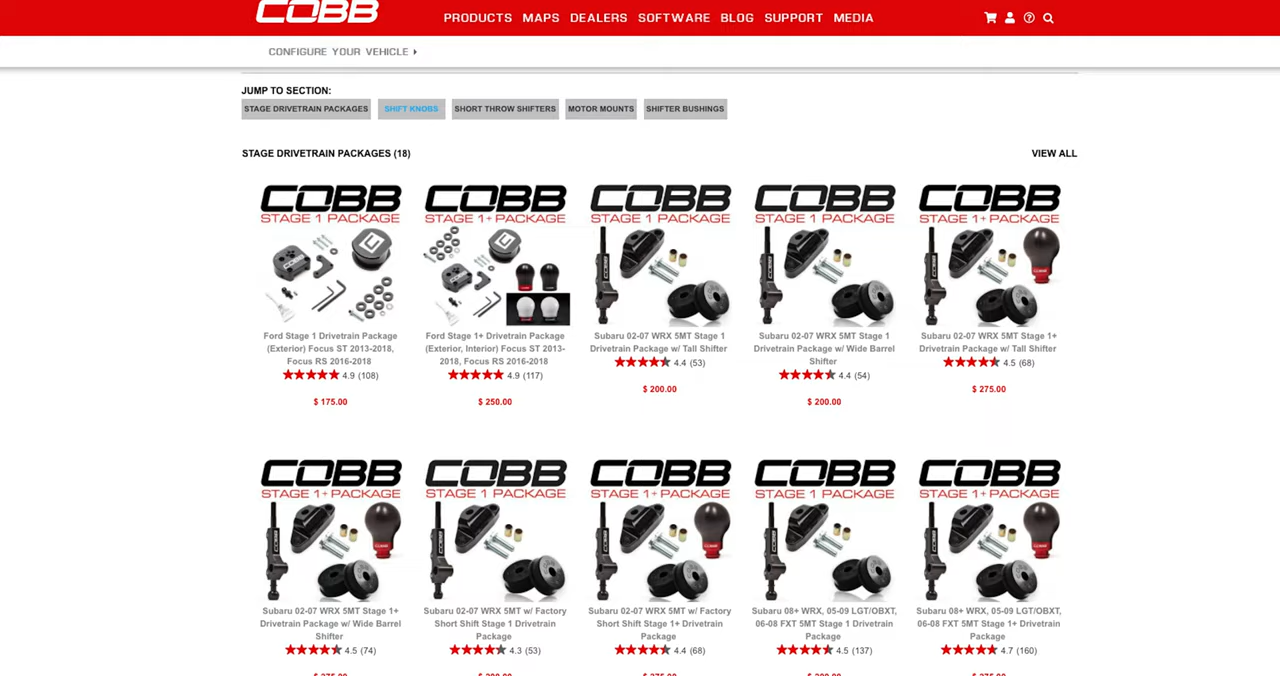 COBB
PRODUCTS MAPS DEALERS SOFTWARE BLOG SUPPORT MEDIA
CONFIGURE YOUR VEHICLE
JUMP TO SECTION:
STAGE DRIVETRAIN PACKAGES SHIFT KNOBS SHORT THROW SHIFTERS MOTOR MOUNTS SHIFTER BUSHINGS
STAGE DRIVETRAIN PACKAGES (18) VIEW ALL
COBB
STAGE 1 PACKAGE
Ford Stage 1 Drivetrain Package
(Exterior) Focus ST 2013-2018,
Focus RS 2016-2018
4.9 (108)
$ 175.00
COBB
STAGE 1+ PACKAGE
Ford Stage 1+ Drivetrain Package
(Exterior, Interior) Focus ST 2013-
2018, Focus RS 2016-2018
4.9 (117)
$ 250.00
COBB
STAGE 1 PACKAGE
Subaru 02-07 WRX 5MT Stage 1
Drivetrain Package w/ Tall Shifter
4.4 (53)
$ 200.00
COBB
STAGE 1 PACKAGE
Subaru 02-07 WRX 5MT Stage 1
Drivetrain Package w/ Wide Barrel
Shifter
4.4 (54)
$ 200.00
COBB
STAGE 1+ PACKAGE
Subaru 02-07 WRX 5MT Stage 1+
Drivetrain Package w/ Tall Shifter
4.5 (68)
$ 275.00
COBB
STAGE 1+ PACKAGE
Subaru 02-07 WRX 5MT Stage 1+
Drivetrain Package w/ Wide Barrel
Shifter
4.5 (74)
COBB
STAGE 1 PACKAGE
Subaru 02-07 WRX 5MT w/ Factory
Short Shift Stage 1 Drivetrain
Package
4.3 (53)
COBB
STAGE 1+ PACKAGE
Subaru 02-07 WRX 5MT w/ Factory
Short Shift Stage 1+ Drivetrain
Package
4.4 (68)
COBB
STAGE 1 PACKAGE
Subaru 08+ WRX, 05-09 LGT/OBXT,
06-08 FXT 5MT Stage 1 Drivetrain
Package
4.5 (137)
COBB
STAGE 1+ PACKAGE
Subaru 08+ WRX, 05-09 LGT/OBXT,
06-08 FXT 5MT Stage 1+ Drivetrain
Package
4.7 (160)